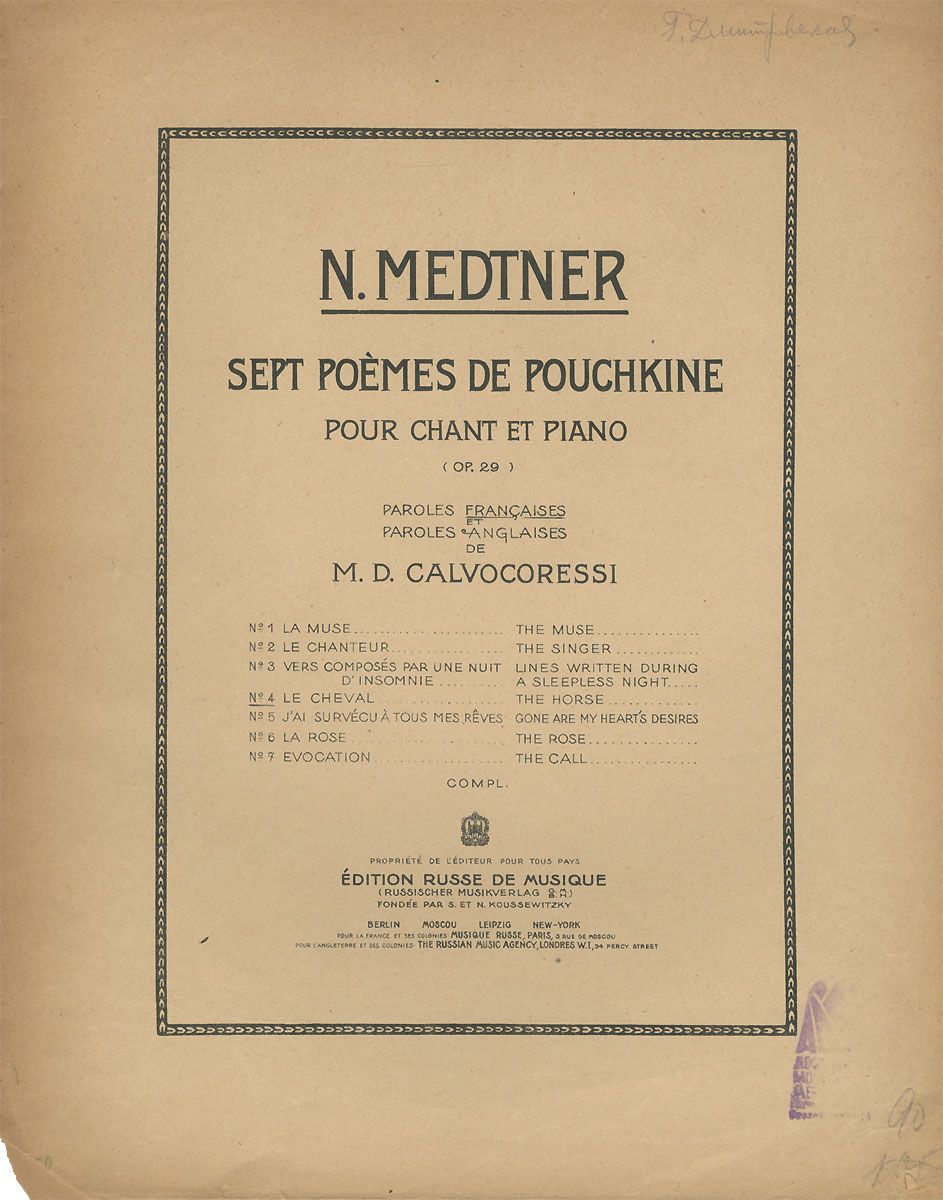 N. MEDTNER
SEPT POÈMES DE POUCHKINE
POUR CHANT ET PIANO
( OP. 29 )
PAROLES FRANÇAISES
ET
PAROLES ANGLAISES
DE
M. D. CALVOCORESSI
Nº 1 LA MUSE.......................... THE MUSE................
Nº 2 LE CHANTEUR.................. THE SINGER.............
Nº 3 VERS COMPOSÉS PAR UNE NUIT LINES WRITTEN DURING
D'INSOMNIE.......... A SLEEPLESS NIGHT.....
Nº 4 LE CHEVAL.................... THE HORSE..............
Nº 5 J'AI SURVÉCU À TOUS MES RÊVES GONE ARE MY HEART'S DESIRES
Nº 6 LA ROSE........................ THE ROSE................
Nº 7 EVOCATION..................... THE CALL................
COMPL.
PROPRIÉTÉ DE L'ÉDITEUR POUR TOUS PAYS
ÉDITION RUSSE DE MUSIQUE
(RUSSISCHER MUSIKVERLAG
FONDÉE PAR S. ET N. KOUSSEWITZKY
BERLIN MOSCOU LEIPZIG NEW-YORK
POUR LA FRANCE ET SES COLONIES: MUSIQUE RUSSE, PARIS, 3 RUE DE MOSCOU
POUR L'ANGLETERRE ET SES COLONIES: THE RUSSIAN MUSIC AGENCY, LONDRES W.I, 34 PERCY STREET